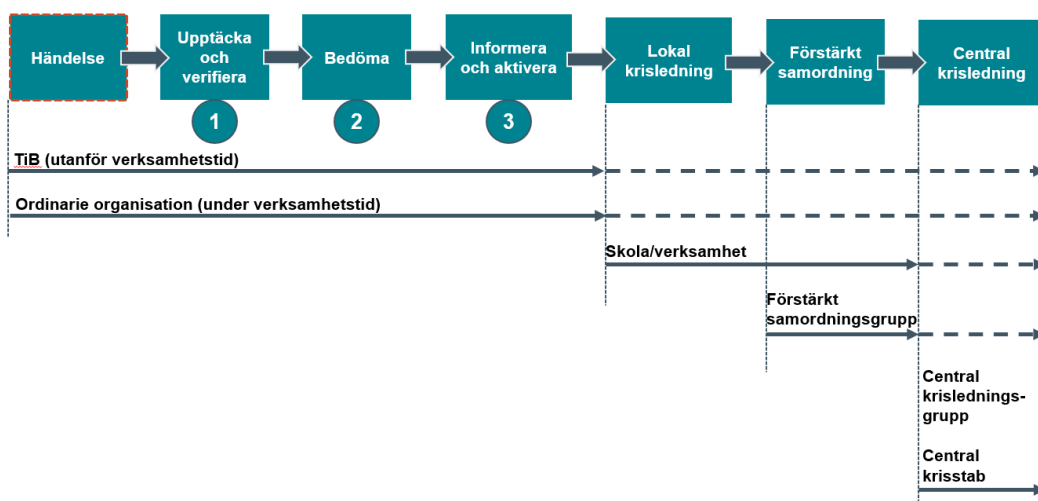 Händelse
Upptäcka
och
verifiera
Bedöma
Informera
och aktivera
Lokal
krisledning
Förstärkt
samordning
Central
krisledning
1
2
3
TiB (utanför verksamhetstid)
Ordinarie organisation (under verksamhetstid)
Skola/verksamhet
Förstärkt
samordningsgrupp
Central
krislednings-
grupp
Central
krisstab